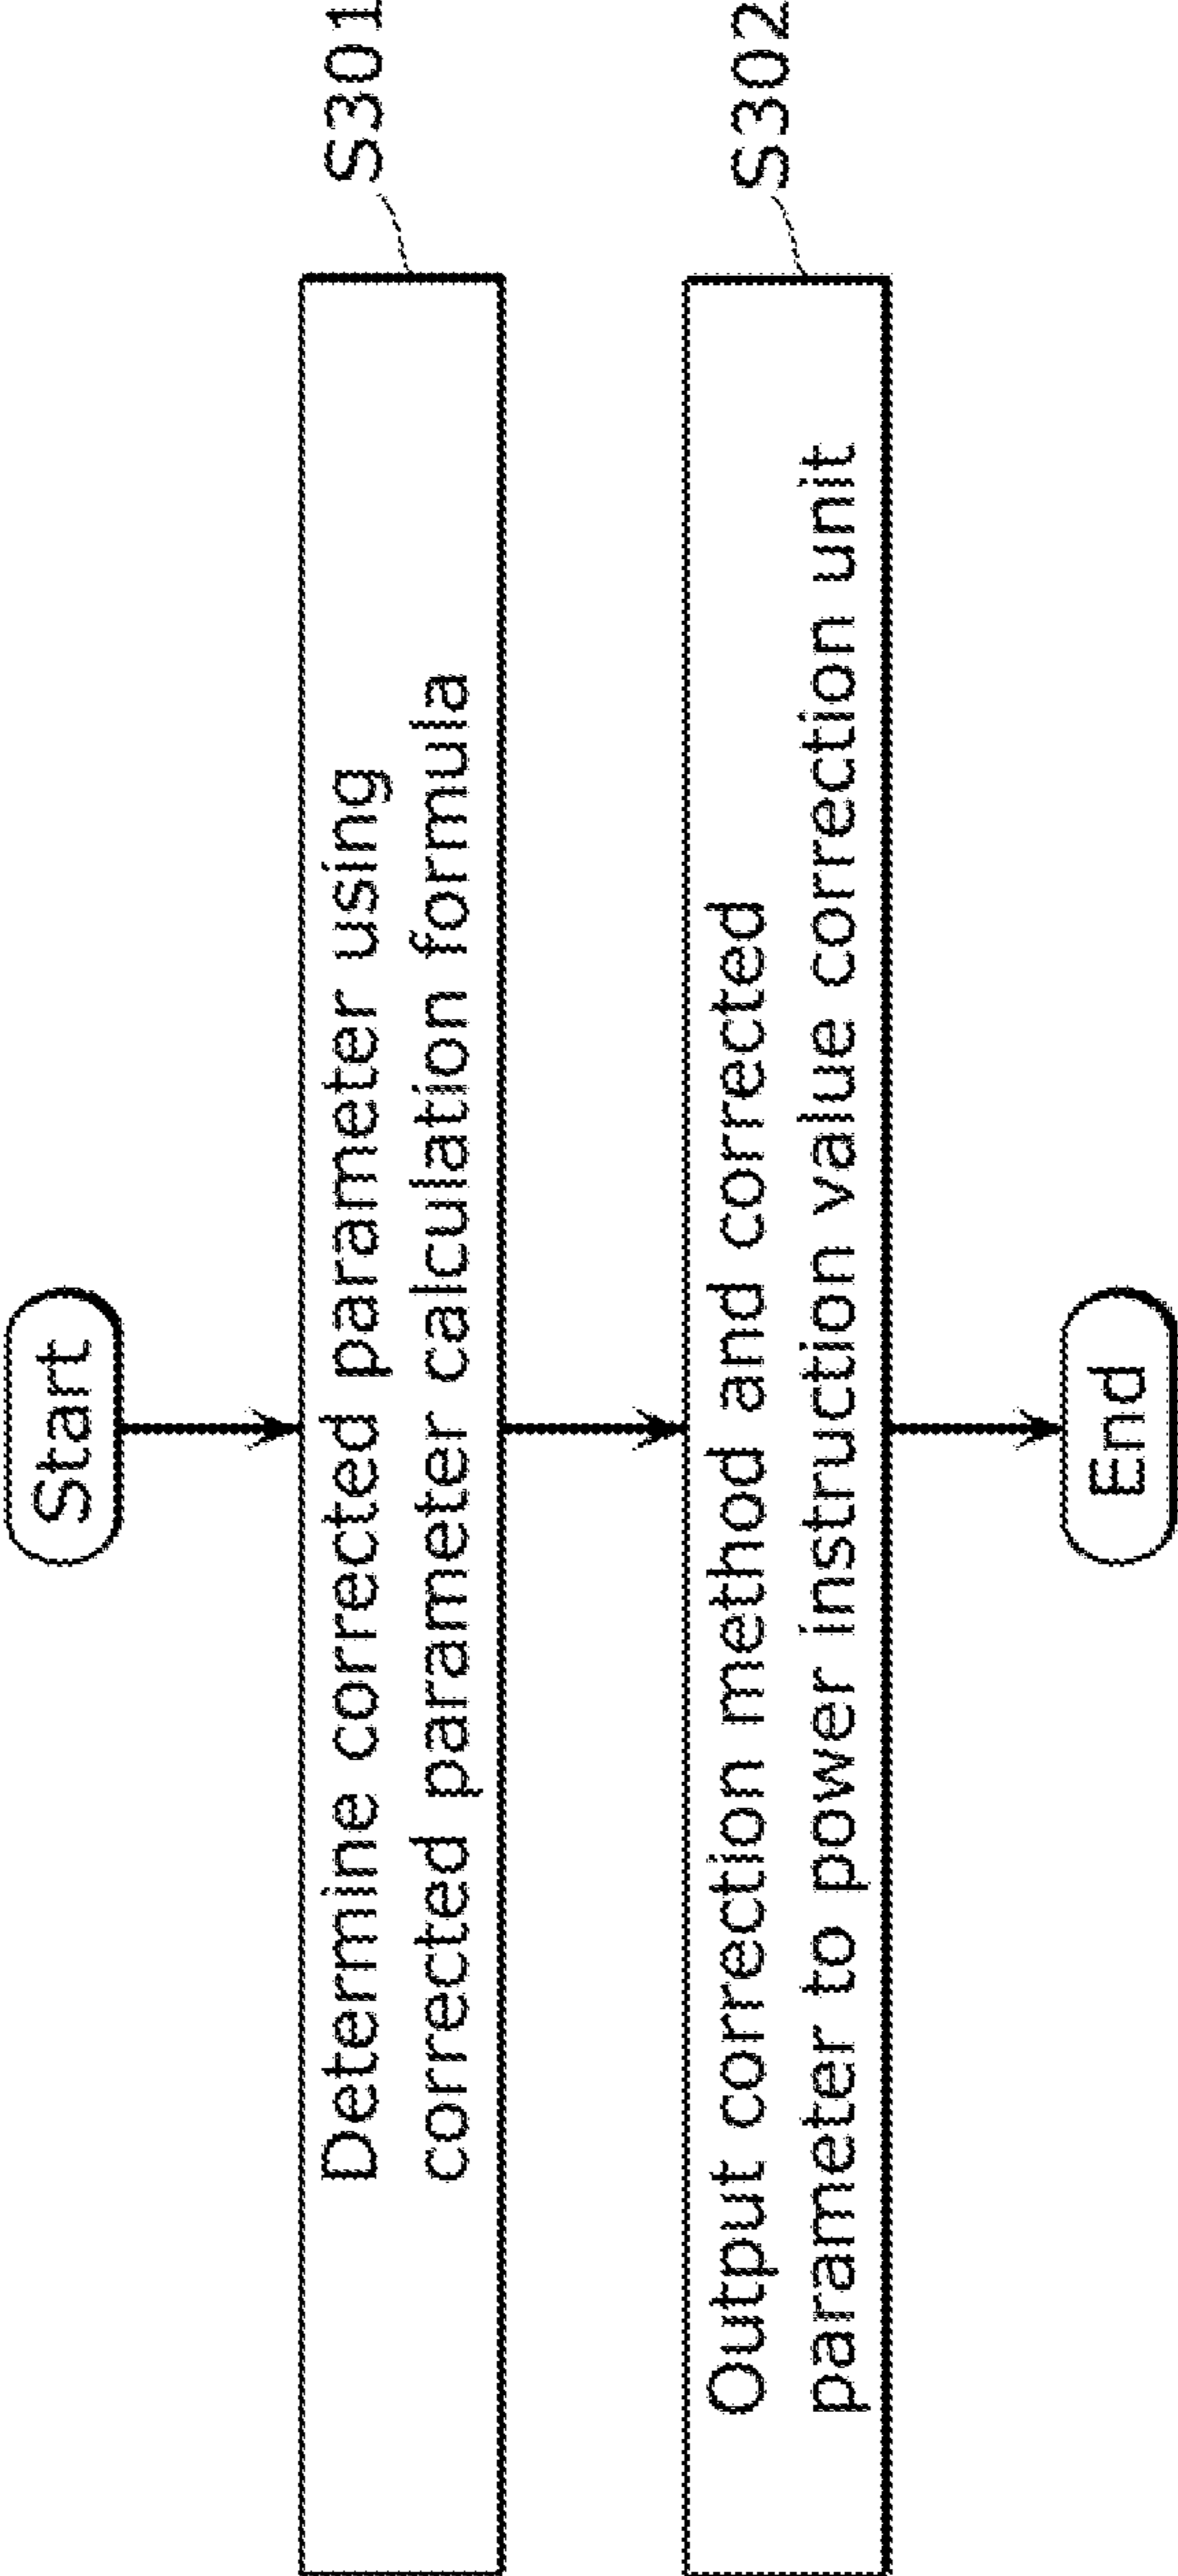 Start
S301
Determine corrected parameter using
corrected parameter calculation formula
S302
Output correction method and corrected
parameter to power instruction value correction unit
End